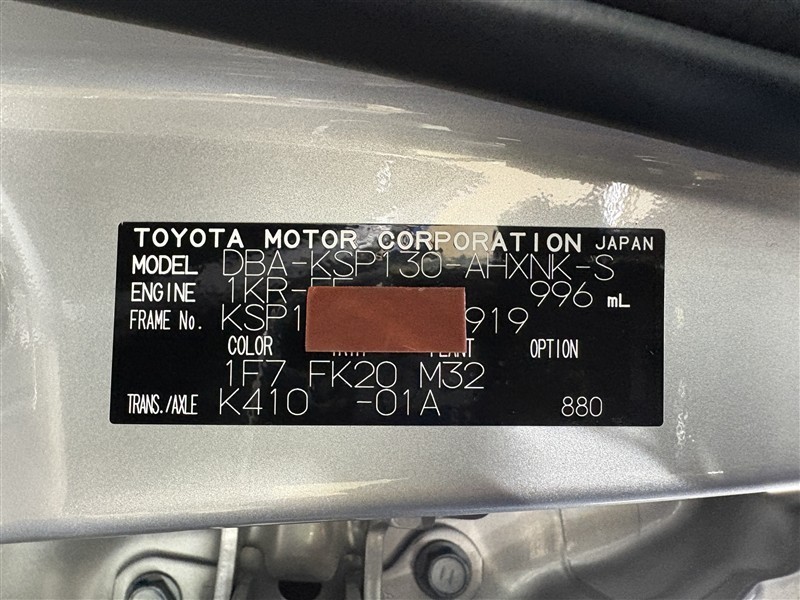 TOYOTA MOTOR CORPORATION JAPAN
MODEL DBA-KSP130-AHXNK-S
ENGINE 1KR- 996 mL
FRAME No. KSP1 919
COLOR PLANT OPTION
1F7 FK20 M32
TRANS./AXLE K410 -01A 880